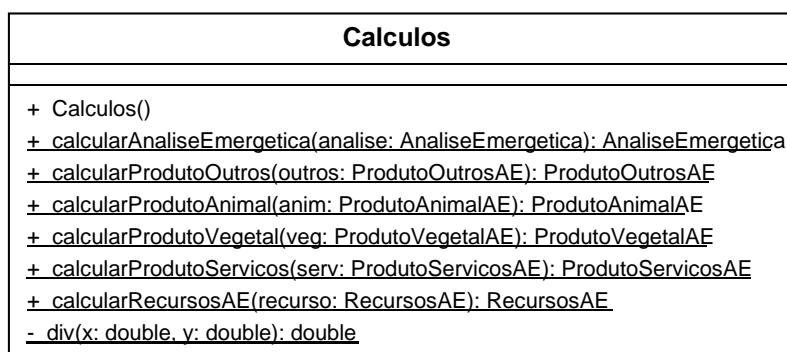 Calculos
+ Calculos()
+ calcularAnaliseEmergetica(analise: AnaliseEmergetica): AnaliseEmergetica
+ calcularProdutoOutros(outros: ProdutoOutrosAE): ProdutoOutrosAE
+ calcularProdutoAnimal(anim: ProdutoAnimalAE): ProdutoAnimalAE
+ calcularProdutoVegetal(veg: ProdutoVegetalAE): ProdutoVegetalAE
+ calcularProdutoServicos(serv: ProdutoServicosAE): ProdutoServicosAE
+ calcularRecursosAE(recurso: RecursosAE): RecursosAE
- div(x: double, y: double): double